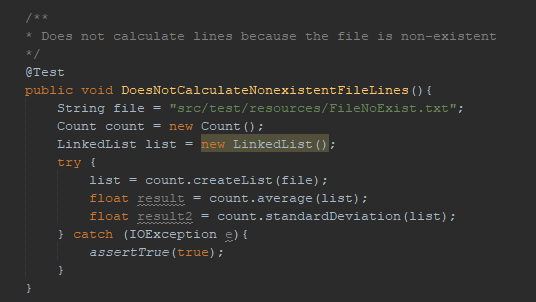 /**
* Does not calculate lines because the file is non-existent
*/
@Test
public void DoesNotCalculateNonexistentFileLines(){
String file = "src/test/resources/FileNoExist.txt";
Count count = new Count();
LinkedList list = new LinkedList();
try {
list = count.createList(file);
float result = count.average(list);
float result2 = count.standardDeviation(list);
} catch (IOException e){
assertTrue(true);
}
}